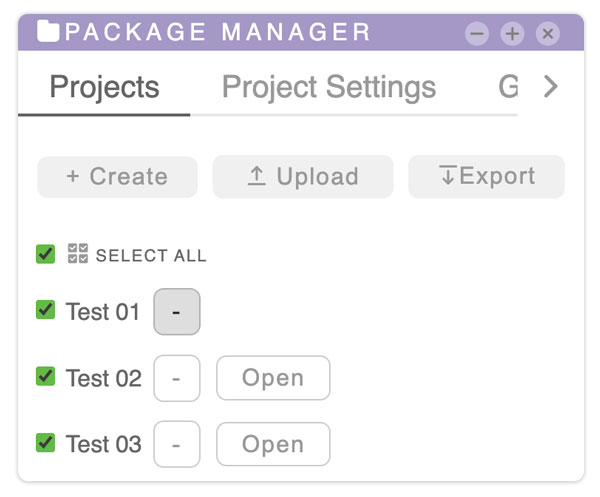 PACKAGE MANAGER
Projects Project Settings G
+ Create Upload Export
SELECT ALL
Test 01 -
Test 02 - Open
Test 03 - Open